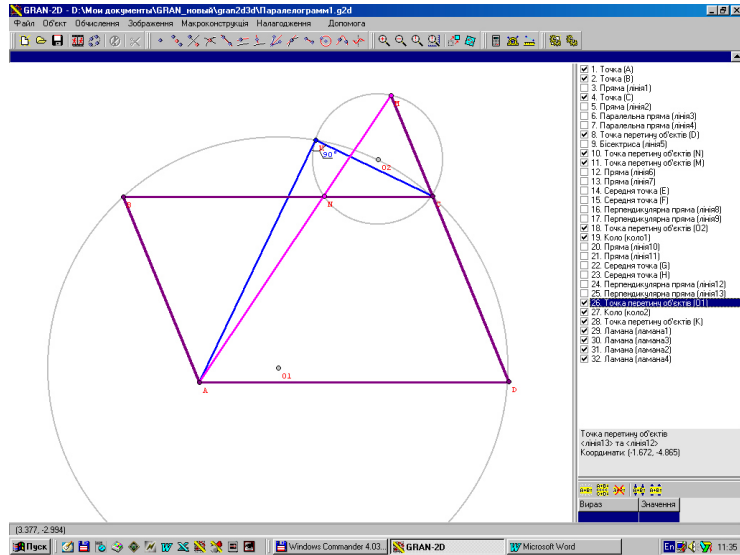 GRAN-2D - D:\Мои документы\GRAN_новый\gran2d3d\Паралелограмм1.g2d
Файл Об'єкт Обчислення Зображення Макроконструкція Налагодження Допомога
1. Точка (A)
2. Точка (B)
3. Пряма (лінія1)
4. Точка (C)
5. Пряма (лінія2)
6. Паралельна пряма (лінія3)
7. Паралельна пряма (лінія4)
8. Точка перетину об'єктів (D)
9. Бісектриса (лінія5)
10. Точка перетину об'єктів (N)
11. Точка перетину об'єктів (M)
12. Пряма (лінія6)
13. Пряма (лінія7)
14. Середня точка (E)
15. Середня точка (F)
16. Перпендикулярна пряма (лінія8)
17. Перпендикулярна пряма (лінія9)
18. Точка перетину об'єктів (O2)
19. Коло (коло1)
20. Пряма (лінія10)
21. Пряма (лінія11)
22. Середня точка (G)
23. Середня точка (H)
24. Перпендикулярна пряма (лінія12)
25. Перпендикулярна пряма (лінія13)
26. Точка перетину об'єктів (O1)
27. Коло (коло2)
28. Точка перетину об'єктів (K)
29. Ламана (ламана1)
30. Ламана (ламана3)
31. Ламана (ламана2)
32. Ламана (ламана4)
M
K
90°
O2
B
N
C
O1
A
D
Точка перетину об'єктів
<лінія13> та <лінія12>
Координати: (-1.672, -4.865)
Вираз Значення
(3.377, -2.994)
Пуск Windows Commander 4.03... GRAN-2D Microsoft Word En 11:35